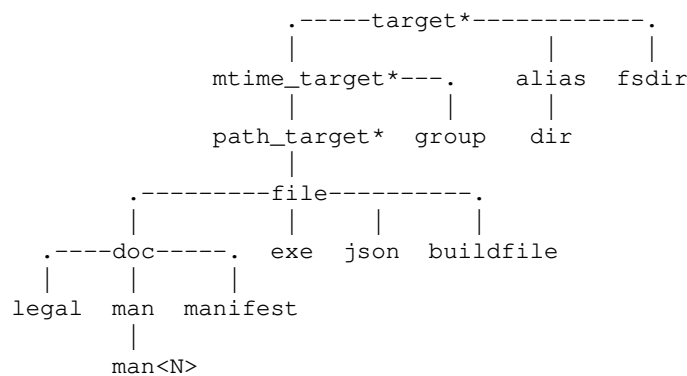 .-----target*------------.
|                |       |
mtime_target*---.    alias   fsdir
|           |        |
path_target*  group    dir
|
.---------file----------.
|         |     |       |
.----doc-----.  exe   json  buildfile
|     |      |
legal  man  manifest
|
man<N>